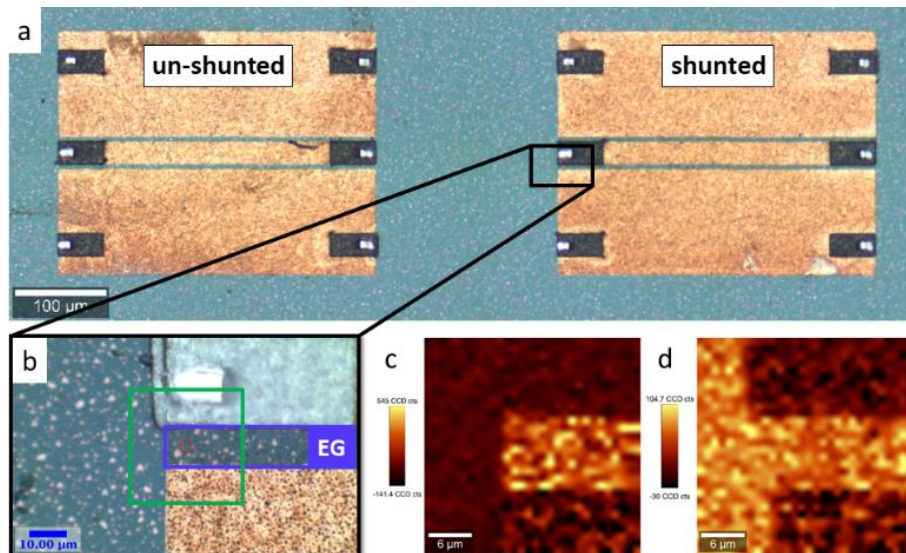 a
un-shunted
shunted
100 µm
b
EG
10.00 µm
c
545 CCD cts
-141.4 CCD cts
6 µm
d
104.7 CCD cts
-30 CCD cts
6 µm